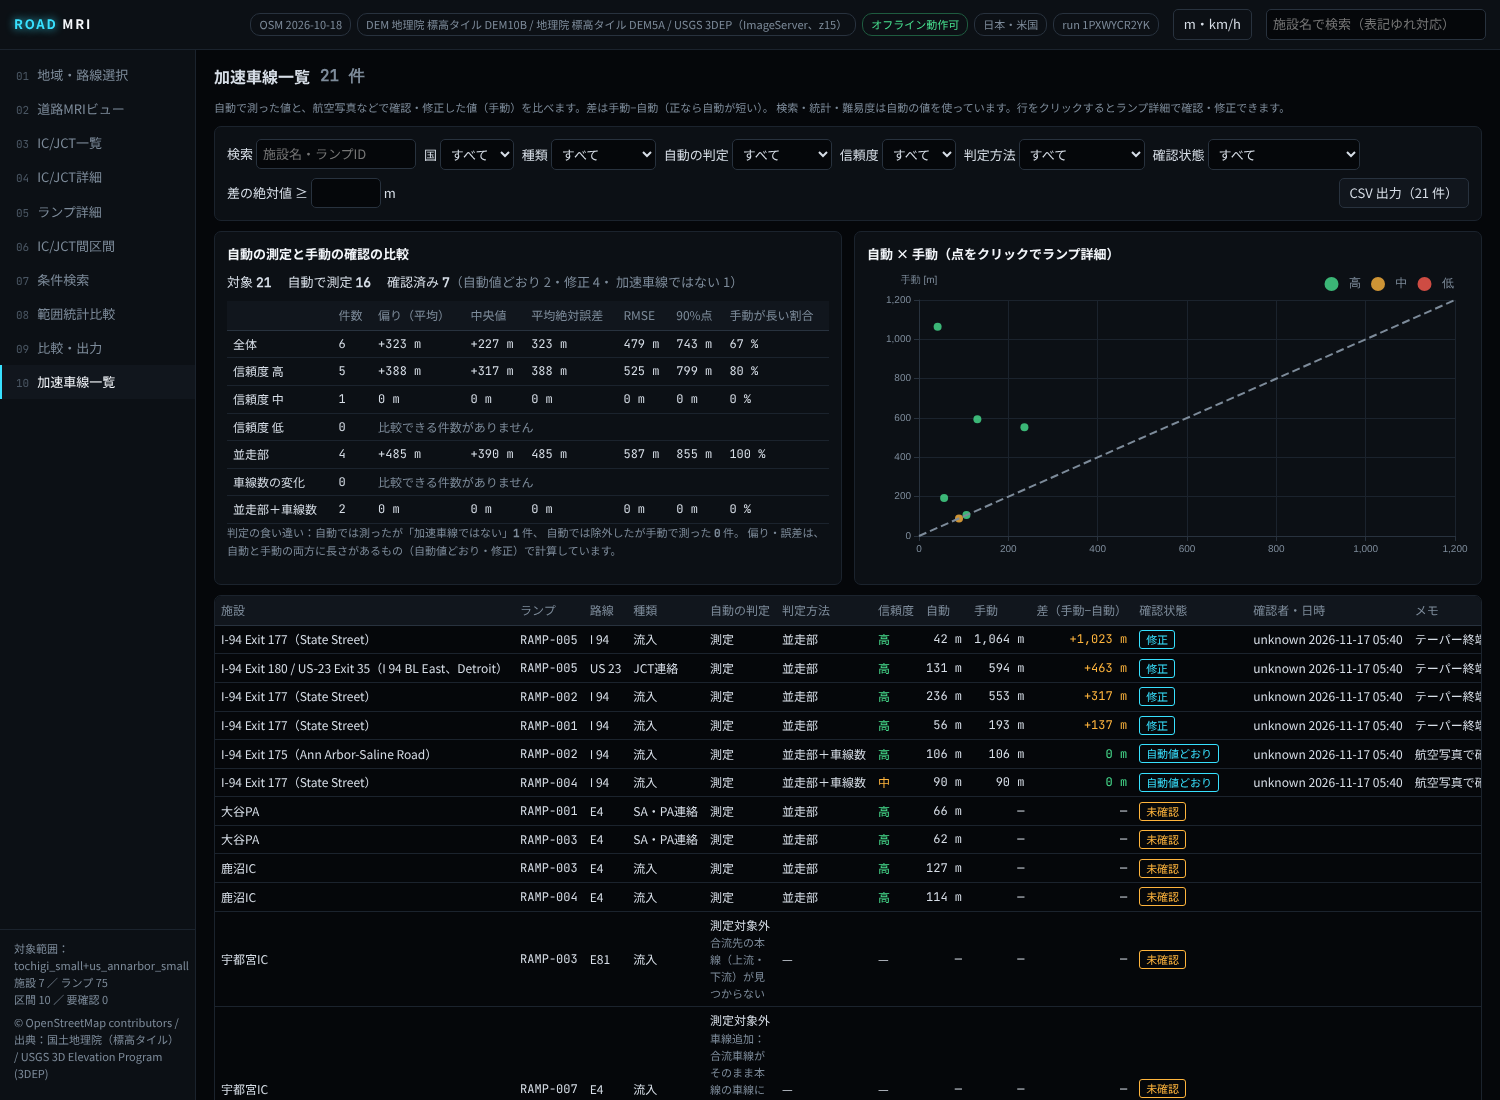 ROAD MRI
OSM 2026-10-18
DEM 地理院 標高タイル DEM10B / 地理院 標高タイル DEM5A / USGS 3DEP（ImageServer、z15）
オフライン動作可
日本・米国
run 1PXWYCR2YK
m・km/h
施設名で検索（表記ゆれ対応）
01 地域・路線選択
02 道路MRIビュー
03 IC/JCT一覧
04 IC/JCT詳細
05 ランプ詳細
06 IC/JCT間区間
07 条件検索
08 範囲統計比較
09 比較・出力
10 加速車線一覧
対象範囲：
tochigi_small+us_annarbor_small
施設 7 ／ ランプ 75
区間 10 ／ 要確認 0
© OpenStreetMap contributors /
出典：国土地理院（標高タイル）
/ USGS 3D Elevation Program
(3DEP)
加速車線一覧 21 件
自動で測った値と、航空写真などで確認・修正した値（手動）を比べます。差は手動−自動（正なら自動が短い）。 検索・統計・難易度は自動の値を使っています。行をクリックするとランプ詳細で確認・修正できます。
検索 施設名・ランプID 国 すべて 種類 すべて 自動の判定 すべて 信頼度 すべて 判定方法 すべて 確認状態 すべて
差の絶対値 ≥ m CSV 出力（21 件）
自動の測定と手動の確認の比較
対象 21 自動で測定 16 確認済み 7（自動値どおり 2・修正 4・ 加速車線ではない 1）
件数 偏り（平均） 中央値 平均絶対誤差 RMSE 90%点 手動が長い割合
全体 6 +323 m +227 m 323 m 479 m 743 m 67 %
信頼度 高 5 +388 m +317 m 388 m 525 m 799 m 80 %
信頼度 中 1 0 m 0 m 0 m 0 m 0 m 0 %
信頼度 低 0 比較できる件数がありません
並走部 4 +485 m +390 m 485 m 587 m 855 m 100 %
車線数の変化 0 比較できる件数がありません
並走部＋車線数 2 0 m 0 m 0 m 0 m 0 m 0 %
判定の食い違い：自動では測ったが「加速車線ではない」1 件、 自動では除外したが手動で測った 0 件。 偏り・誤差は、
自動と手動の両方に長さがあるもの（自動値どおり・修正）で計算しています。
自動 × 手動（点をクリックでランプ詳細）
手動 [m]
高 中 低
1,200
1,000
800
600
400
200
0
0 200 400 600 800 1,000 1,200
施設 ランプ 路線 種類 自動の判定 判定方法 信頼度 自動 手動 差（手動−自動） 確認状態 確認者・日時 メモ
I-94 Exit 177（State Street） RAMP-005 I 94 流入 測定 並走部 高 42 m 1,064 m +1,023 m 修正 unknown 2026-11-17 05:40 テーパー終端
I-94 Exit 180 / US-23 Exit 35（I 94 BL East、Detroit） RAMP-005 US 23 JCT連絡 測定 並走部 高 131 m 594 m +463 m 修正 unknown 2026-11-17 05:40 テーパー終端
I-94 Exit 177（State Street） RAMP-002 I 94 流入 測定 並走部 高 236 m 553 m +317 m 修正 unknown 2026-11-17 05:40 テーパー終端
I-94 Exit 177（State Street） RAMP-001 I 94 流入 測定 並走部 高 56 m 193 m +137 m 修正 unknown 2026-11-17 05:40 テーパー終端
I-94 Exit 175（Ann Arbor-Saline Road） RAMP-002 I 94 流入 測定 並走部＋車線数 高 106 m 106 m 0 m 自動値どおり unknown 2026-11-17 05:40 航空写真で確
I-94 Exit 177（State Street） RAMP-004 I 94 流入 測定 並走部＋車線数 中 90 m 90 m 0 m 自動値どおり unknown 2026-11-17 05:40 航空写真で確
大谷PA RAMP-001 E4 SA・PA連絡 測定 並走部 高 66 m — — 未確認
大谷PA RAMP-003 E4 SA・PA連絡 測定 並走部 高 62 m — — 未確認
鹿沼IC RAMP-003 E4 流入 測定 並走部 高 127 m — — 未確認
鹿沼IC RAMP-004 E4 流入 測定 並走部 高 114 m — — 未確認
測定対象外
合流先の本
線（上流・
下流）が見
つからない
宇都宮IC RAMP-003 E81 流入 — — — — — 未確認
測定対象外
車線追加：
合流車線が
そのまま本
線の車線に
宇都宮IC RAMP-007 E4 流入 — — — — — 未確認